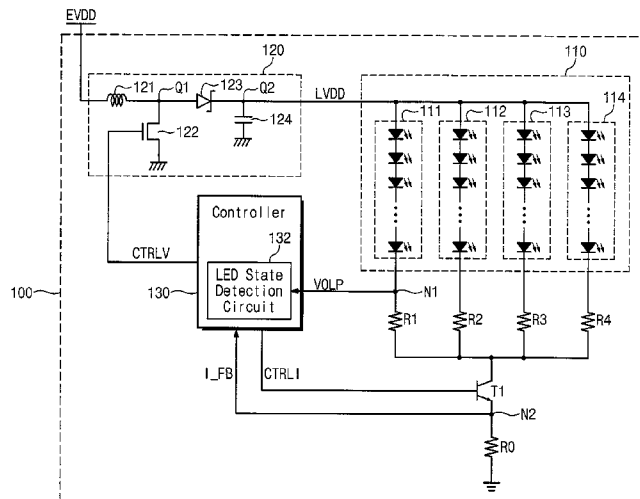 EVDD
120
110
121
Q1
123
Q2
LVDD
111
112
113
114
122
124
Controller
132
LED State
Detection
Circuit
CTRLV
100
130
VOLP
N1
R1
R2
R3
R4
I_FB
CTRLI
T1
N2
R0